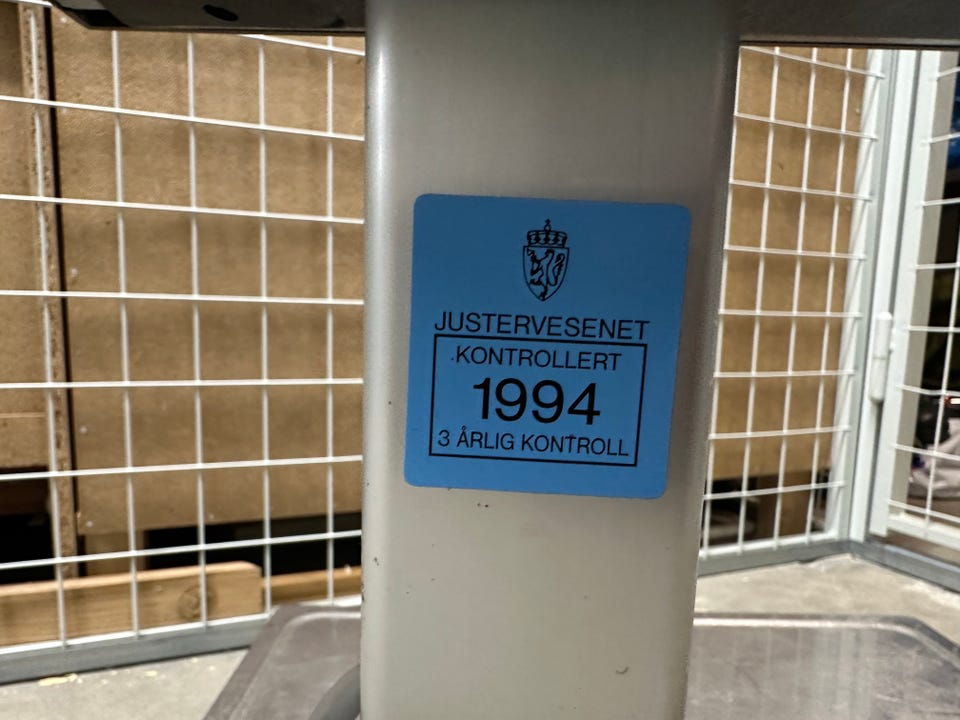 JUSTERVESENET
KONTROLLERT
1994
3 ÅRLIG KONTROLL